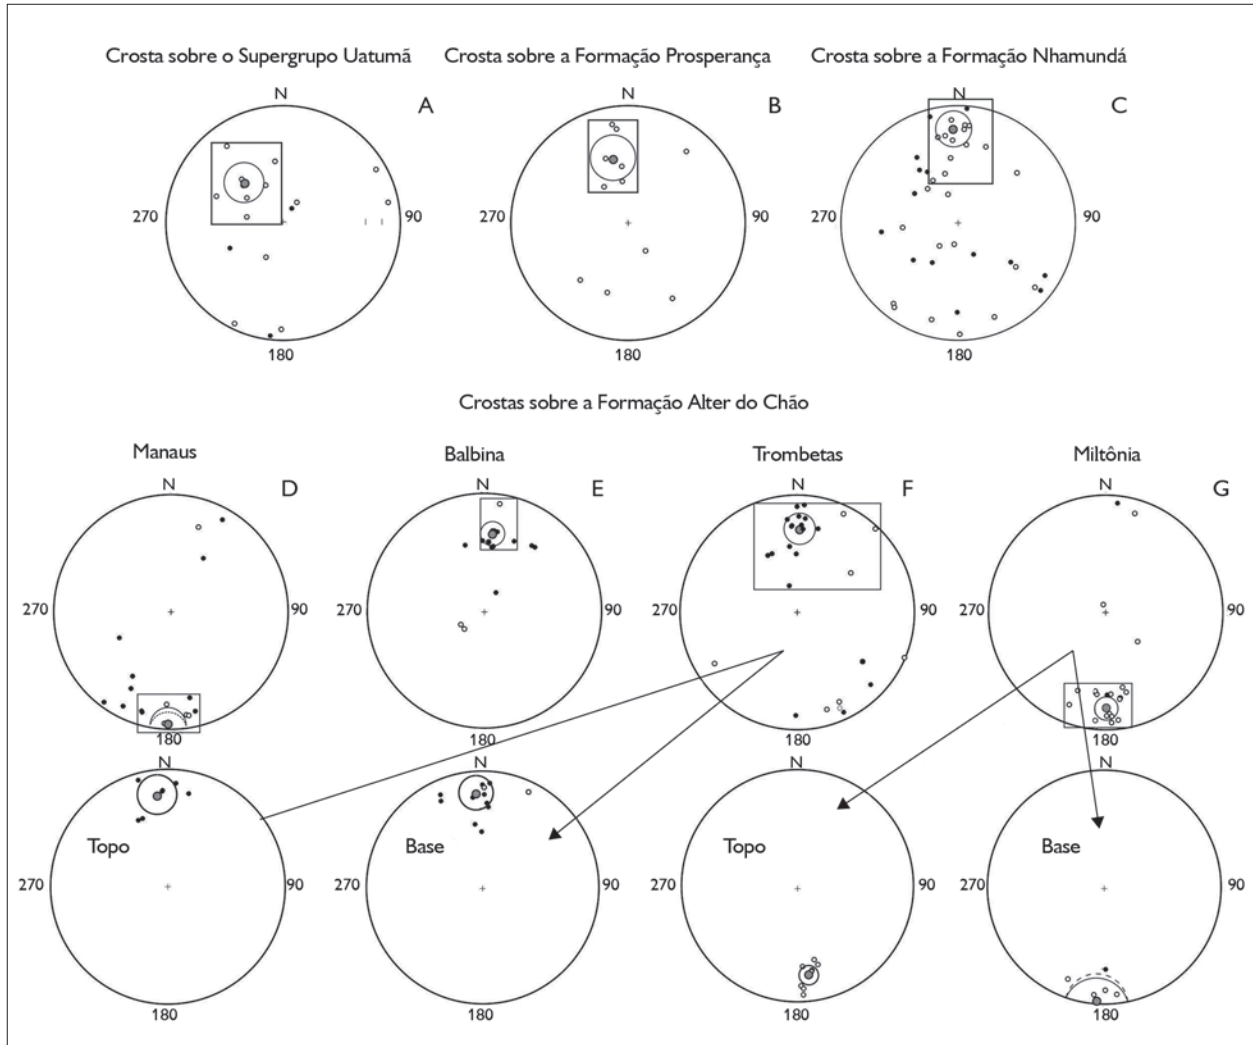 Crosta sobre o Supergrupo Uatumã
Crosta sobre a Formação Prosperança
Crosta sobre a Formação Nhamundá
N
A
N
B
N
C
270
90
270
90
270
90
180
180
180
Crostas sobre a Formação Alter do Chão
Manaus
Balbina
Trombetas
Miltônia
N
D
N
E
N
F
N
G
270
90
270
90
270
90
270
90
180
180
180
180
N
N
N
N
Topo
Base
Topo
Base
270
90
270
90
270
90
270
90
180
180
180
180